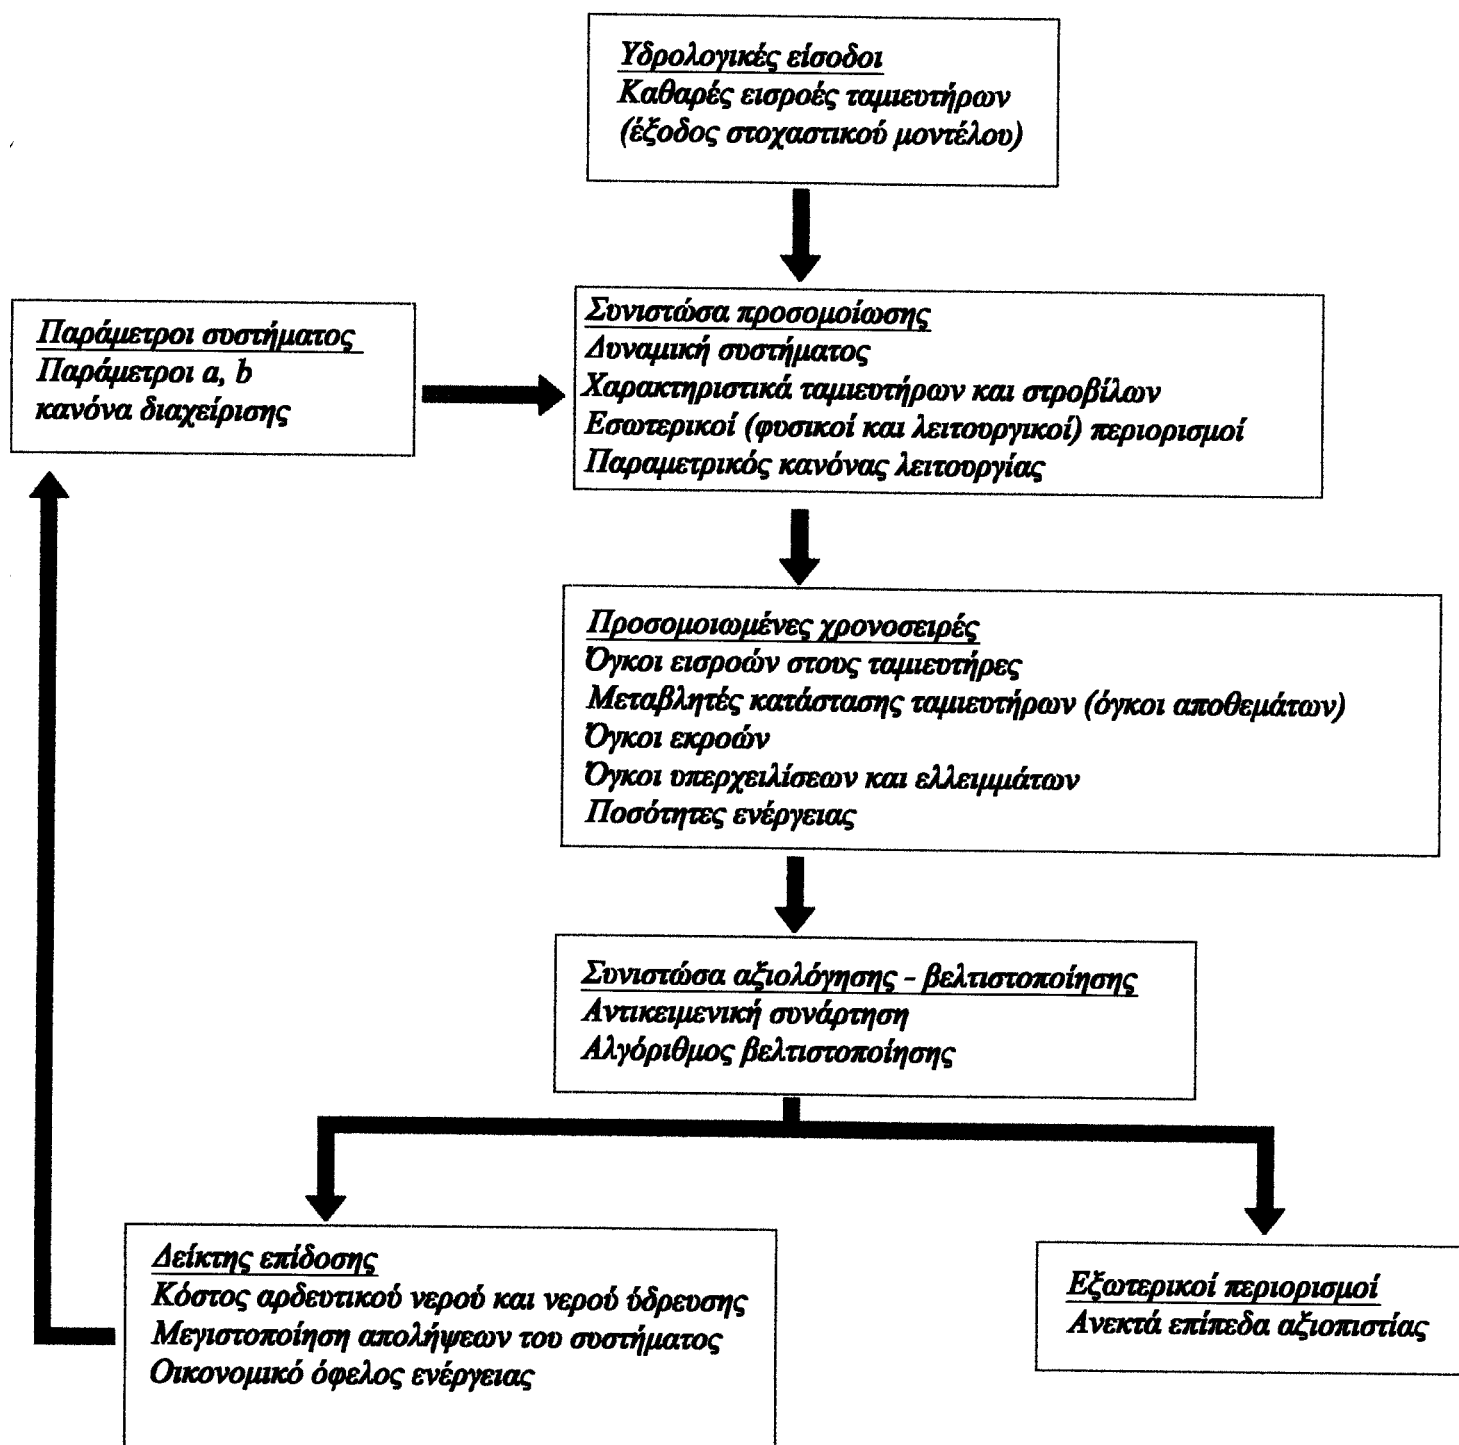 Υδρολογικές είσοδοι
Καθαρές εισροές ταμιευτήρων
(έξοδος στοχαστικού μοντέλου)
Παράμετροι συστήματος
Παράμετροι a, b
κανόνα διαχείρισης
Συνιστώσα προσομοίωσης
Δυναμική συστήματος
Χαρακτηριστικά ταμιευτήρων και στροβίλων
Εσωτερικοί (φυσικοί και λειτουργικοί) περιορισμοί
Παραμετρικός κανόνας λειτουργίας
Προσομοιωμένες χρονοσειρές
Όγκοι εισροών στους ταμιευτήρες
Μεταβλητές κατάστασης ταμιευτήρων (όγκοι αποθεμάτων)
Όγκοι εκροών
Όγκοι υπερχειλίσεων και ελλειμμάτων
Ποσότητες ενέργειας
Συνιστώσα αξιολόγησης - βελτιστοποίησης
Αντικειμενική συνάρτηση
Αλγόριθμος βελτιστοποίησης
Δείκτης επίδοσης
Κόστος αρδευτικού νερού και νερού ύδρευσης
Μεγιστοποίηση απολήψεων του συστήματος
Οικονομικό όφελος ενέργειας
Εξωτερικοί περιορισμοί
Ανεκτά επίπεδα αξιοπιστίας